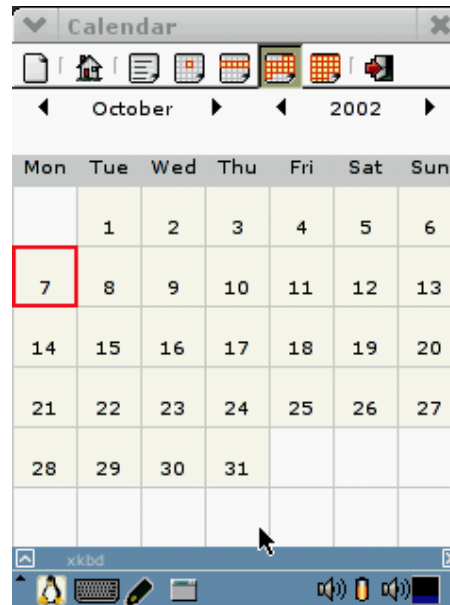 Calendar
October 2002
Mon Tue Wed Thu Fri Sat Sun
1 2 3 4 5 6
7 8 9 10 11 12 13
14 15 16 17 18 19 20
21 22 23 24 25 26 27
28 29 30 31
xkbd